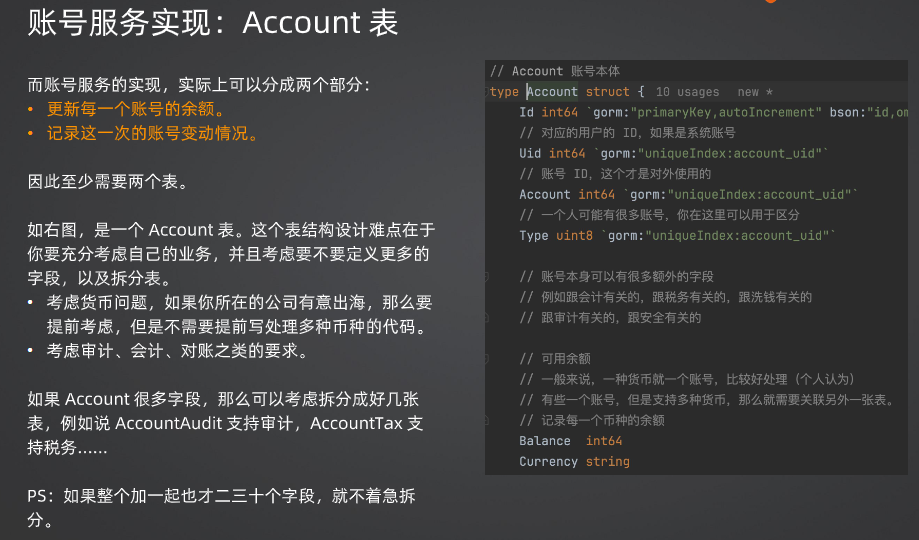 账号服务实现：Account 表
而账号服务的实现，实际上可以分成两个部分：
• 更新每一个账号的余额。
• 记录这一次的账号变动情况。
因此至少需要两个表。
如右图，是一个 Account 表。这个表结构设计难点在于
你要充分考虑自己的业务，并且考虑要不要定义更多的
字段，以及拆分表。
• 考虑货币问题，如果你所在的公司有意出海，那么要
提前考虑，但是不需要提前写处理多种币种的代码。
• 考虑审计、会计、对账之类的要求。
如果 Account 很多字段，那么可以考虑拆分成好几张
表，例如说 AccountAudit 支持审计，AccountTax 支
持税务……
PS：如果整个加一起也才二三十个字段，就不着急拆
分。
// Account 账号本体
type Account struct { 10 usages new *
Id int64 `gorm:"primaryKey,autoIncrement" bson:"id,om
// 对应的用户的 ID，如果是系统账号
Uid int64 `gorm:"uniqueIndex:account_uid"`
// 账号 ID，这个才是对外使用的
Account int64 `gorm:"uniqueIndex:account_uid"`
// 一个人可能有很多账号，你在这里可以用于区分
Type uint8 `gorm:"uniqueIndex:account_uid"`
// 账号本身可以有很多额外的字段
// 例如跟会计有关的，跟税务有关的，跟洗钱有关的
// 跟审计有关的，跟安全有关的
// 可用余额
// 一般来说，一种货币就一个账号，比较好处理（个人认为）
// 有些一个账号，但是支持多种货币，那么就需要关联另外一张表。
// 记录每一个币种的余额
Balance int64
Currency string